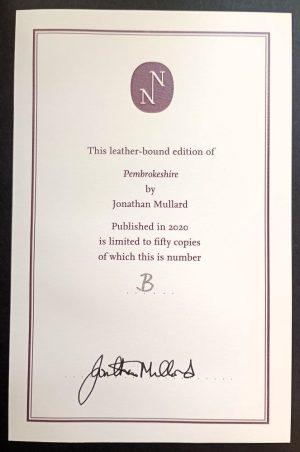 NN
This leather-bound edition of
Pembrokeshire
by
Jonathan Mullard
Published in 2020
is limited to fifty copies
of which this is number
B
Jonathan Mullard